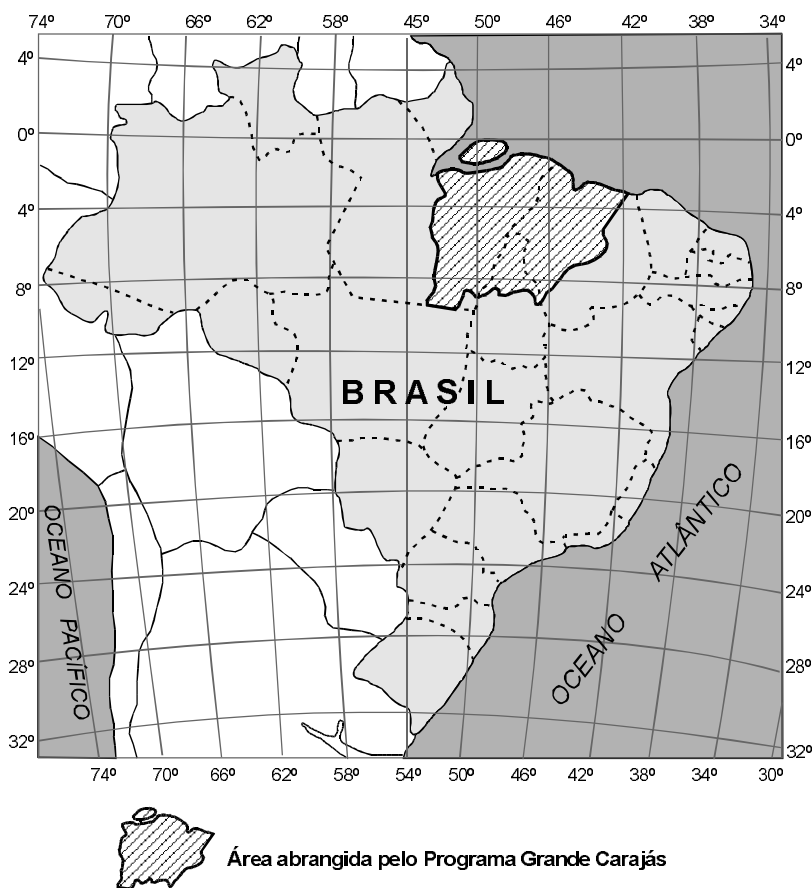 74º 70º 66º 62º 58º 45º 50º 46º 42º 38º 34º
4º 4º
0º 0º
4º 4º
8º 8º
12º 12º
BRASIL
16º 16º
20º 20º
OCEANO PACÍFICO
OCEANO ATLÂNTICO
24º 24º
28º 28º
32º 32º
74º 70º 66º 62º 58º 54º 50º 46º 42º 38º 34º 30º
Área abrangida pelo Programa Grande Carajás